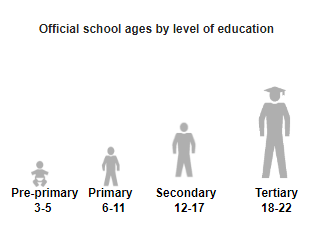 Official school ages by level of education
Pre-primary Primary Secondary Tertiary
3-5 6-11 12-17 18-22